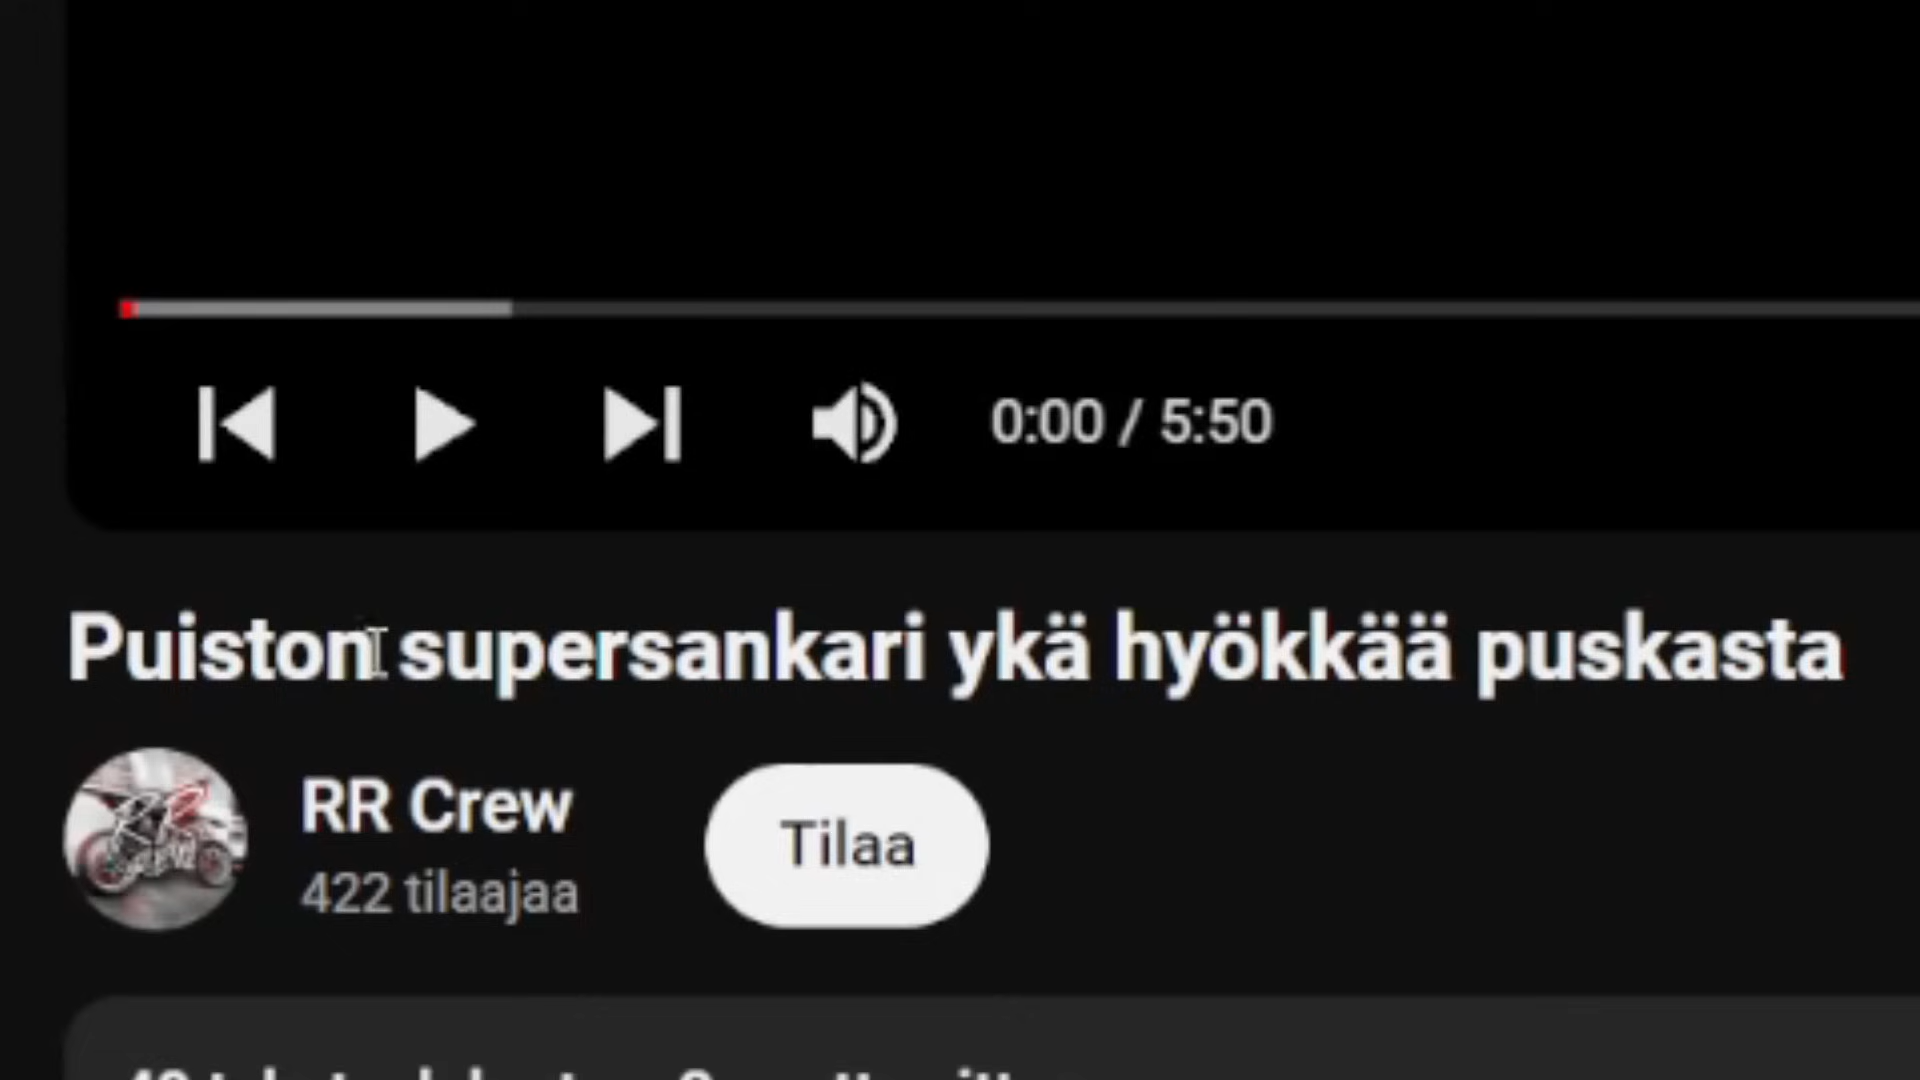 0:00 / 5:50
Puiston supersankari ykä hyökkää puskasta
RR Crew
422 tilaajaa
Tilaa